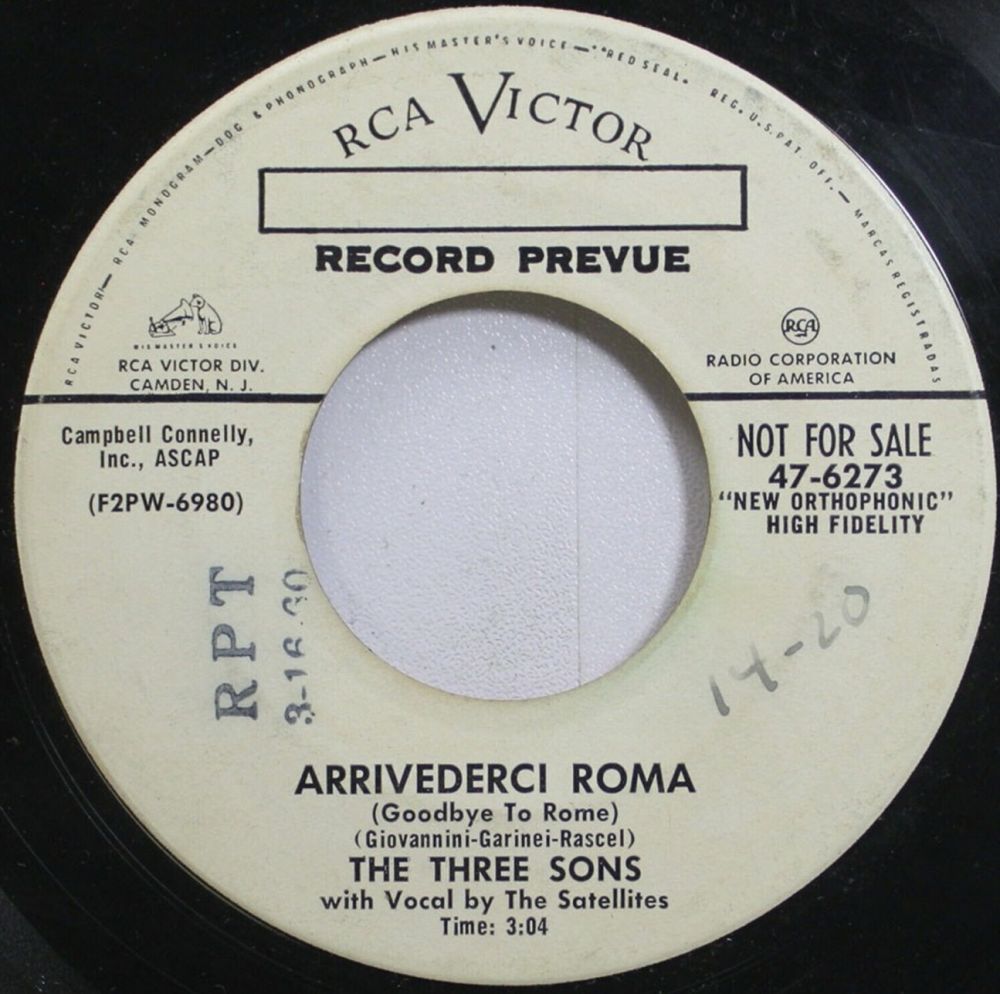 RCA VICTOR — RCA MONOGRAM — DOG & PHONOGRAPH — HIS MASTER'S VOICE — "RED SEAL" REG. U.S. PAT. OFF. — MARCAS REGISTRADAS
RCA VICTOR
RECORD PREVUE
HIS MASTER'S VOICE
RCA VICTOR DIV.
CAMDEN, N. J.
RCA
RADIO CORPORATION
OF AMERICA
Campbell Connelly,
Inc., ASCAP
(F2PW-6980)
NOT FOR SALE
47-6273
"NEW ORTHOPHONIC"
HIGH FIDELITY
RPT
14-20
ARRIVEDERCI ROMA
(Goodbye To Rome)
(Giovannini-Garinei-Rascel)
THE THREE SONS
with Vocal by The Satellites
Time: 3:04